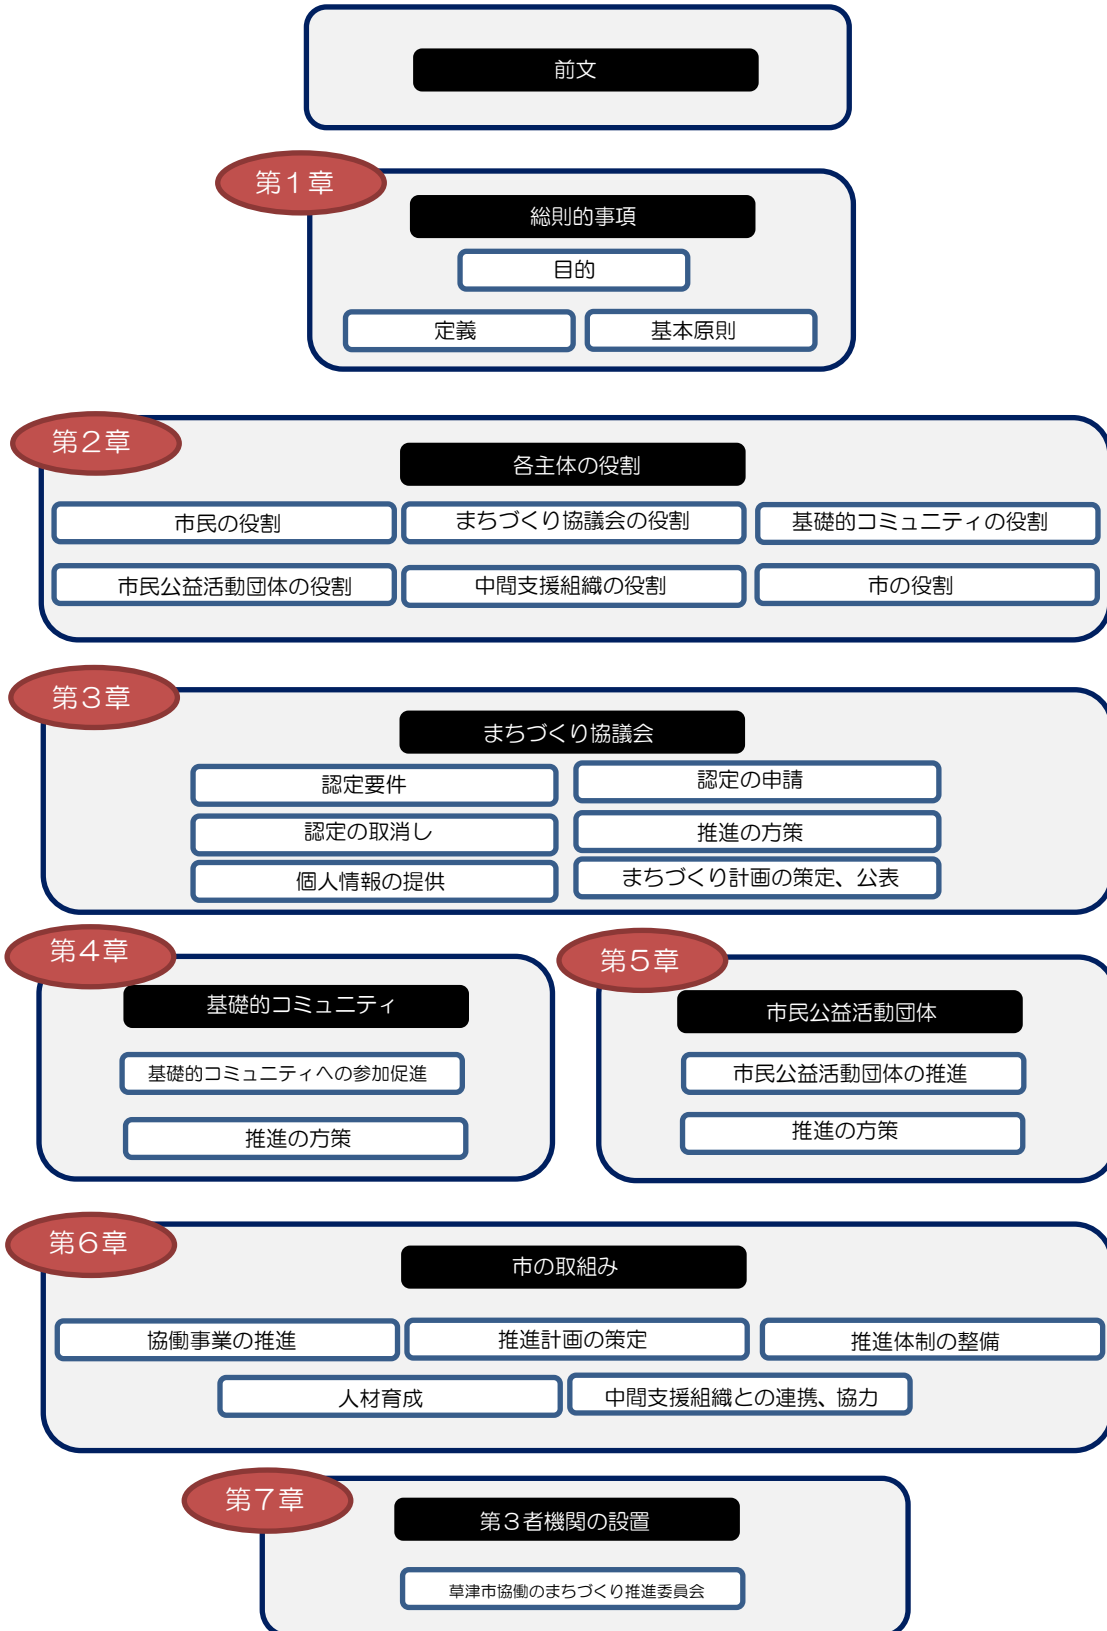 前文
第1章
総則的事項
目的
定義
基本原則
第2章
各主体の役割
市民の役割
まちづくり協議会の役割
基礎的コミュニティの役割
市民公益活動団体の役割
中間支援組織の役割
市の役割
第3章
まちづくり協議会
認定要件
認定の申請
認定の取消し
推進の方策
個人情報の提供
まちづくり計画の策定、公表
第4章
基礎的コミュニティ
基礎的コミュニティへの参加促進
推進の方策
第5章
市民公益活動団体
市民公益活動団体の推進
推進の方策
第6章
市の取組み
協働事業の推進
推進計画の策定
推進体制の整備
人材育成
中間支援組織との連携、協力
第7章
第3者機関の設置
草津市協働のまちづくり推進委員会